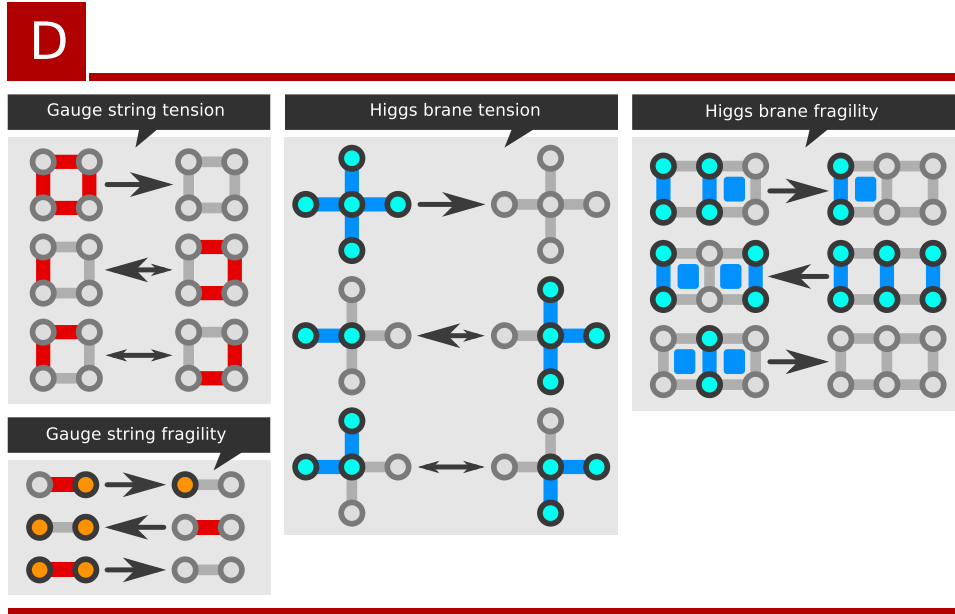 D
Gauge string tension
Higgs brane tension
Higgs brane fragility
Gauge string fragility